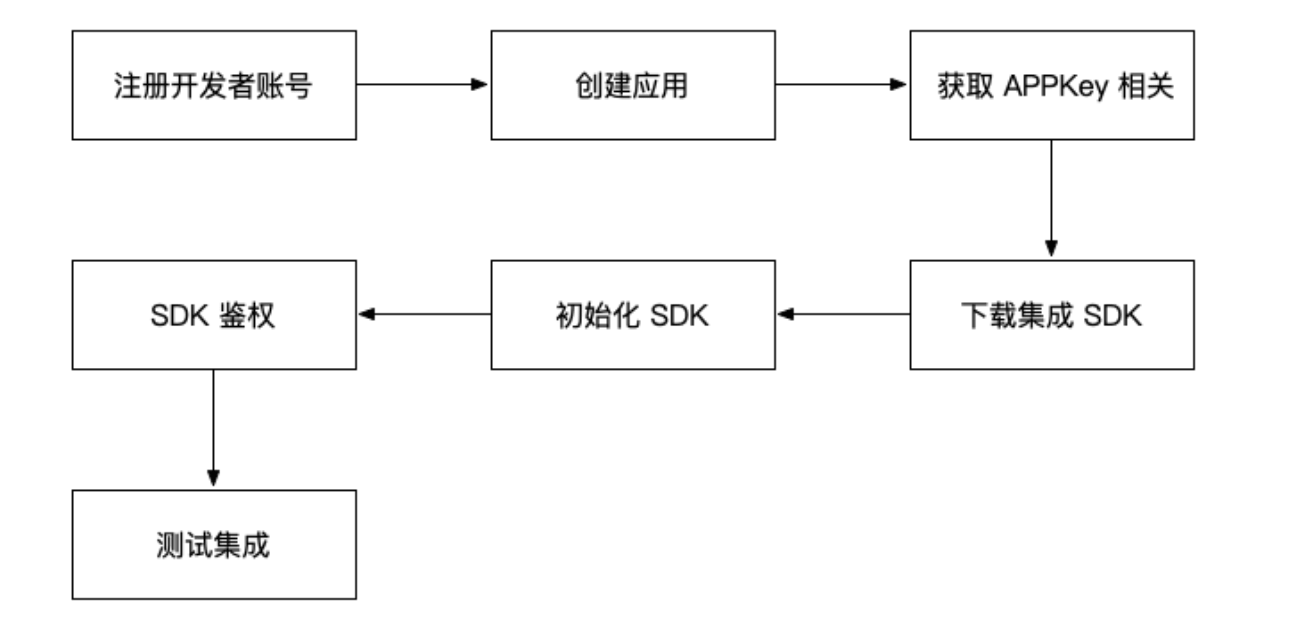 注册开发者账号
创建应用
获取 APPKey 相关
下载集成 SDK
初始化 SDK
SDK 鉴权
测试集成